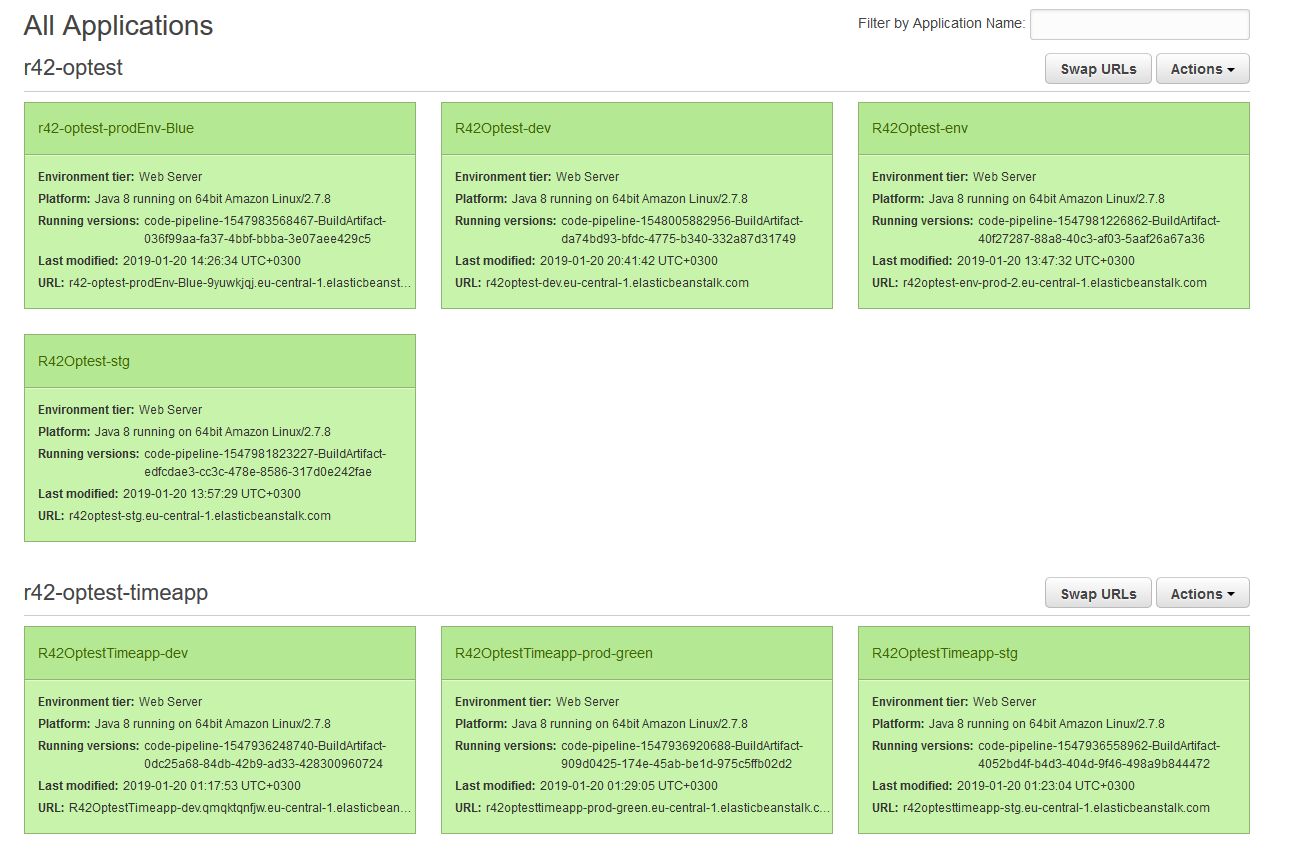 All Applications
Filter by Application Name:
r42-optest
Swap URLs Actions
r42-optest-prodEnv-Blue
Environment tier: Web Server
Platform: Java 8 running on 64bit Amazon Linux/2.7.8
Running versions: code-pipeline-1547983568467-BuildArtifact-
036f99aa-fa37-4bbf-bbba-3e07aee429c5
Last modified: 2019-01-20 14:26:34 UTC+0300
URL: r42-optest-prodEnv-Blue-9yuwkjqj.eu-central-1.elasticbeanst...
R42Optest-dev
Environment tier: Web Server
Platform: Java 8 running on 64bit Amazon Linux/2.7.8
Running versions: code-pipeline-1548005882956-BuildArtifact-
da74bd93-bfdc-4775-b340-332a87d31749
Last modified: 2019-01-20 20:41:42 UTC+0300
URL: r42optest-dev.eu-central-1.elasticbeanstalk.com
R42Optest-env
Environment tier: Web Server
Platform: Java 8 running on 64bit Amazon Linux/2.7.8
Running versions: code-pipeline-1547981226862-BuildArtifact-
40f27287-88a8-40c3-af03-5aaf26a67a36
Last modified: 2019-01-20 13:47:32 UTC+0300
URL: r42optest-env-prod-2.eu-central-1.elasticbeanstalk.com
R42Optest-stg
Environment tier: Web Server
Platform: Java 8 running on 64bit Amazon Linux/2.7.8
Running versions: code-pipeline-1547981823227-BuildArtifact-
edfcdae3-cc3c-478e-8586-317d0e242fae
Last modified: 2019-01-20 13:57:29 UTC+0300
URL: r42optest-stg.eu-central-1.elasticbeanstalk.com
r42-optest-timeapp
Swap URLs Actions
R42OptestTimeapp-dev
Environment tier: Web Server
Platform: Java 8 running on 64bit Amazon Linux/2.7.8
Running versions: code-pipeline-1547936248740-BuildArtifact-
0dc25a68-84db-42b9-ad33-428300960724
Last modified: 2019-01-20 01:17:53 UTC+0300
URL: R42OptestTimeapp-dev.qmqktqnfjw.eu-central-1.elasticbean...
R42OptestTimeapp-prod-green
Environment tier: Web Server
Platform: Java 8 running on 64bit Amazon Linux/2.7.8
Running versions: code-pipeline-1547936920688-BuildArtifact-
909d0425-174e-45ab-be1d-975c5ffb02d2
Last modified: 2019-01-20 01:29:05 UTC+0300
URL: r42optesttimeapp-prod-green.eu-central-1.elasticbeanstalk.c...
R42OptestTimeapp-stg
Environment tier: Web Server
Platform: Java 8 running on 64bit Amazon Linux/2.7.8
Running versions: code-pipeline-1547936558962-BuildArtifact-
4052bd4f-b4d3-404d-9f46-498a9b844472
Last modified: 2019-01-20 01:23:04 UTC+0300
URL: r42optesttimeapp-stg.eu-central-1.elasticbeanstalk.com